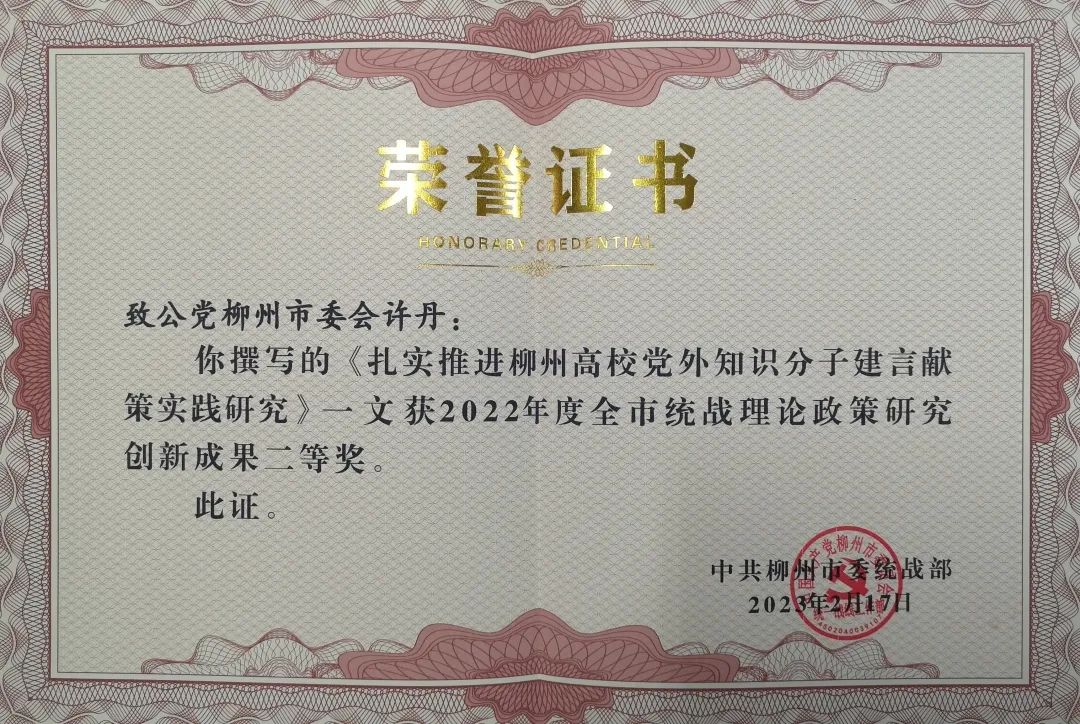 荣誉证书
HONORARY CREDENTIAL
致公党柳州市委会许丹：
你撰写的《扎实推进柳州高校党外知识分子建言献
策实践研究》一文获2022年度全市统战理论政策研究
创新成果二等奖。
此证。
中共柳州市委统战部
2023年2月17日